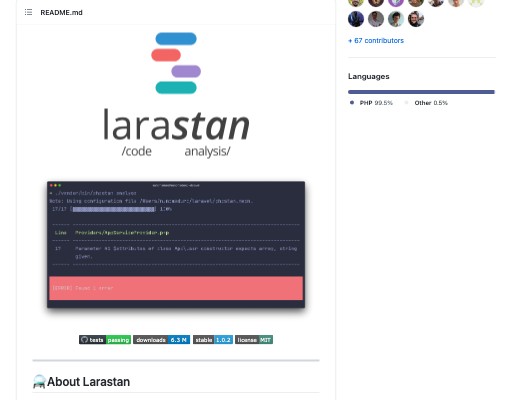 README.md
larastan
/code analysis/
$ ./vendor/bin/phpstan analyse
Note: Using configuration file /Users/nunomaduro/laravel/phpstan.neon.
17/17 100%
Line Providers/AppServiceProvider.php
17 Parameter #1 $attributes of class App\User constructor expects array, string
given.
[ERROR] Found 1 error
tests passing downloads 6.3 M stable 1.0.2 license MIT
About Larastan
+ 67 contributors
Languages
PHP 99.5% Other 0.5%